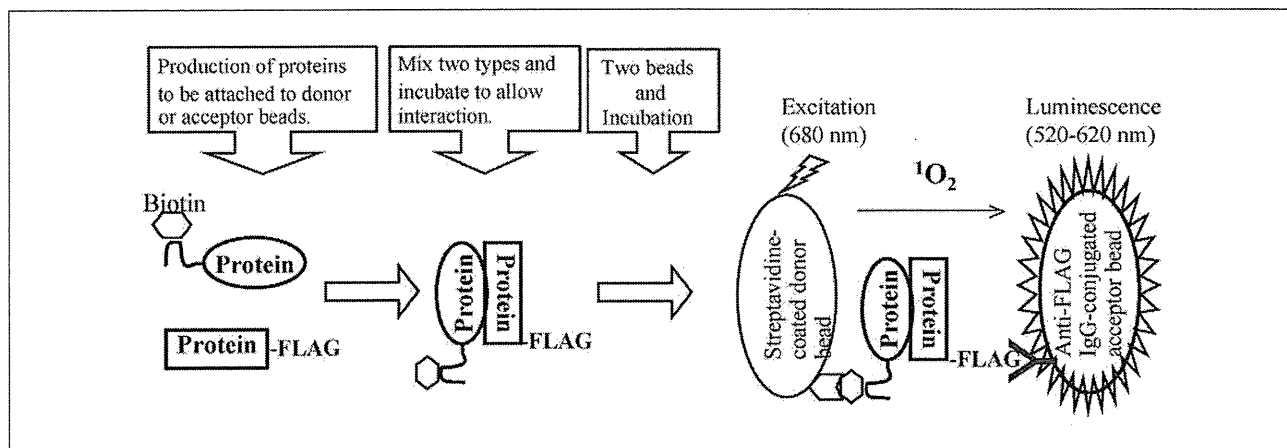 Production of proteins
to be attached to donor
or acceptor beads.
Mix two types and
incubate to allow
interaction.
Two beads
and
Incubation
Excitation
(680 nm)
Luminescence
(520-620 nm)
¹O₂
Biotin
Protein
Protein
-FLAG
Protein
Protein
-FLAG
Streptavidine-
coated donor
bead
Protein
Protein
-FLAG
Anti-FLAG
IgG-conjugated
acceptor bead